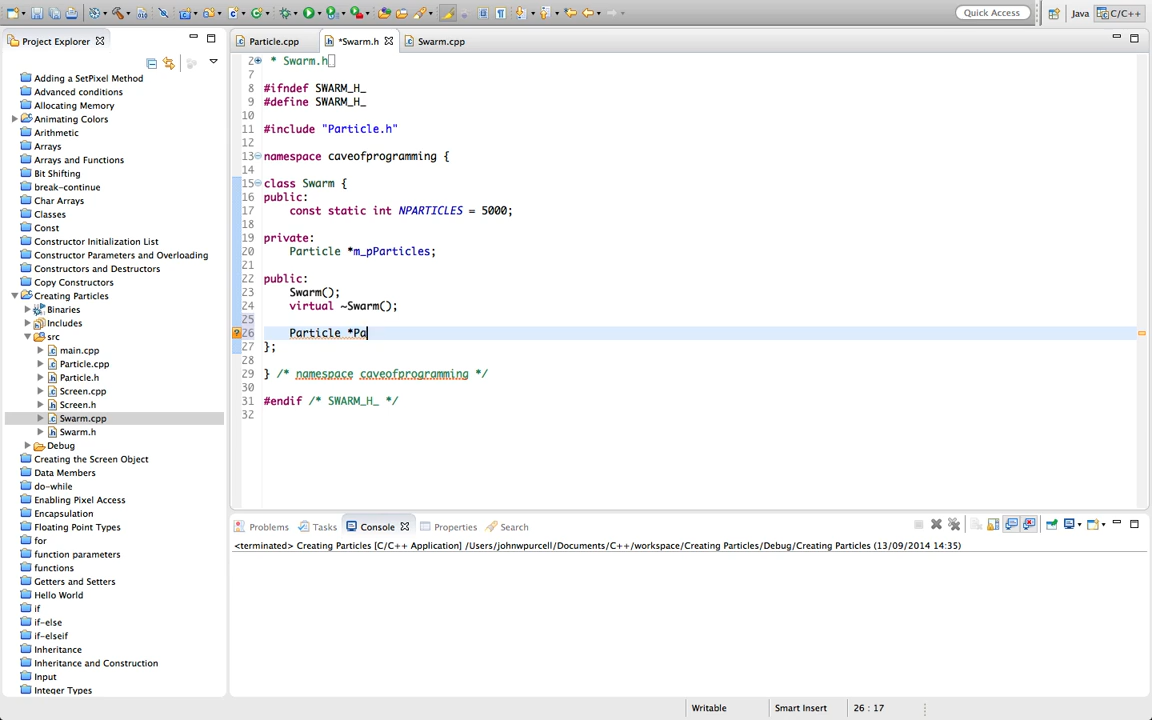 Quick Access
Java
C/C++
Project Explorer
Particle.cpp
*Swarm.h
Swarm.cpp
Adding a SetPixel Method
Advanced conditions
Allocating Memory
Animating Colors
Arithmetic
Arrays
Arrays and Functions
Bit Shifting
break-continue
Char Arrays
Classes
Const
Constructor Initialization List
Constructor Parameters and Overloading
Constructors and Destructors
Copy Constructors
Creating Particles
Binaries
Includes
src
main.cpp
Particle.cpp
Particle.h
Screen.cpp
Screen.h
Swarm.cpp
Swarm.h
Debug
Creating the Screen Object
Data Members
do-while
Enabling Pixel Access
Encapsulation
Floating Point Types
for
function parameters
functions
Getters and Setters
Hello World
if
if-else
if-elseif
Inheritance
Inheritance and Construction
Input
Integer Types
2 * Swarm.h
7
8 #ifndef SWARM_H_
9 #define SWARM_H_
10
11 #include "Particle.h"
12
13 namespace caveofprogramming {
14
15 class Swarm {
16 public:
17 const static int NPARTICLES = 5000;
18
19 private:
20 Particle *m_pParticles;
21
22 public:
23 Swarm();
24 virtual ~Swarm();
25
26 Particle *Pa
27 };
28
29 } /* namespace caveofprogramming */
30
31 #endif /* SWARM_H_ */
32
Problems
Tasks
Console
Properties
Search
<terminated> Creating Particles [C/C++ Application] /Users/johnwpurcell/Documents/C++/workspace/Creating Particles/Debug/Creating Particles (13/09/2014 14:35)
Writable
Smart Insert
26 : 17